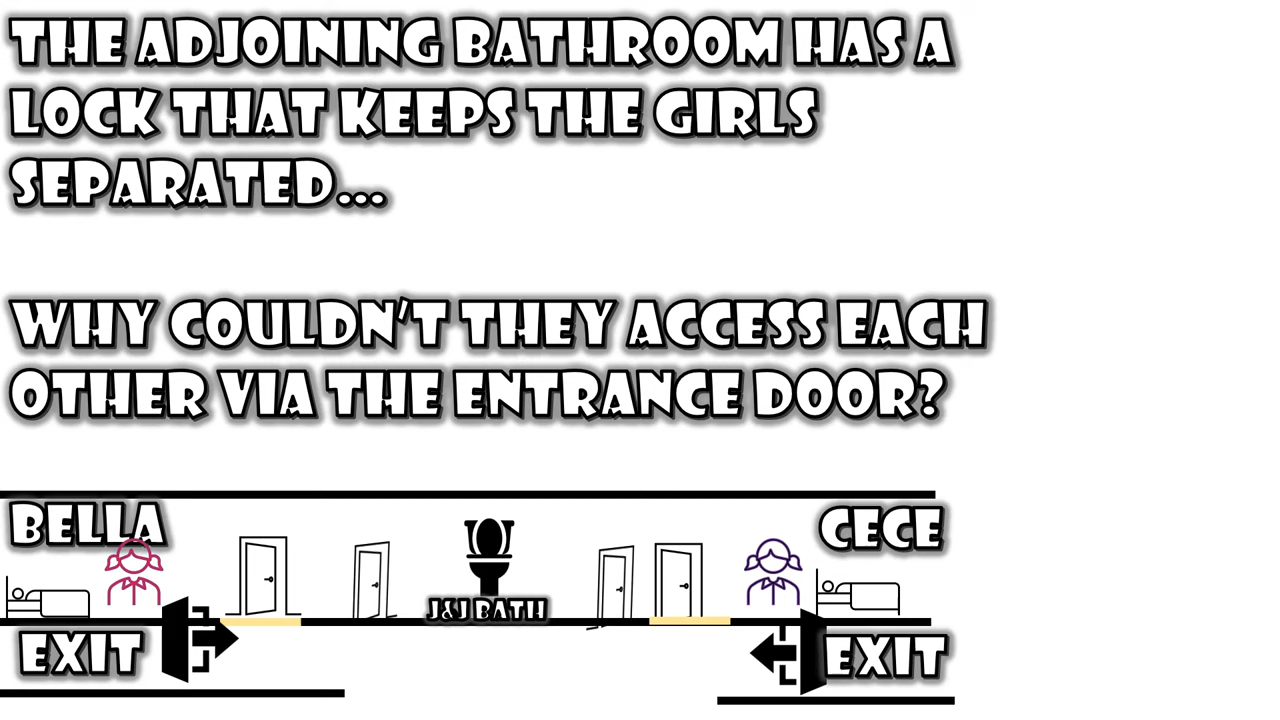 THE ADJOINING BATHROOM HAS A
LOCK THAT KEEPS THE GIRLS
SEPARATED...
WHY COULDN'T THEY ACCESS EACH
OTHER VIA THE ENTRANCE DOOR?
BELLA
CECE
J&J BATH
EXIT
EXIT